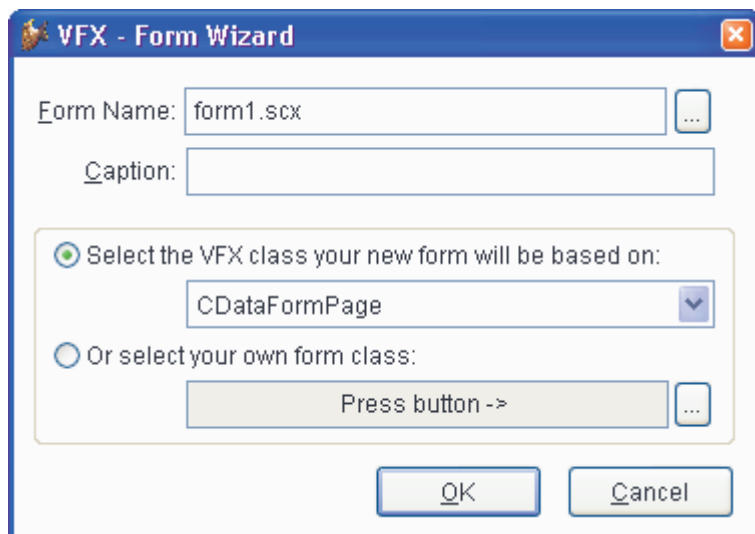 VFX - Form Wizard
Form Name: form1.scx ...
Caption:
Select the VFX class your new form will be based on:
CDataFormPage
Or select your own form class:
Press button -> ...
OK Cancel